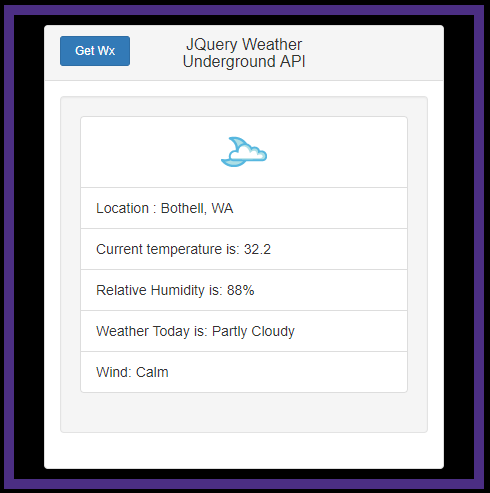 Get Wx
JQuery Weather
Underground API
Location : Bothell, WA
Current temperature is: 32.2
Relative Humidity is: 88%
Weather Today is: Partly Cloudy
Wind: Calm